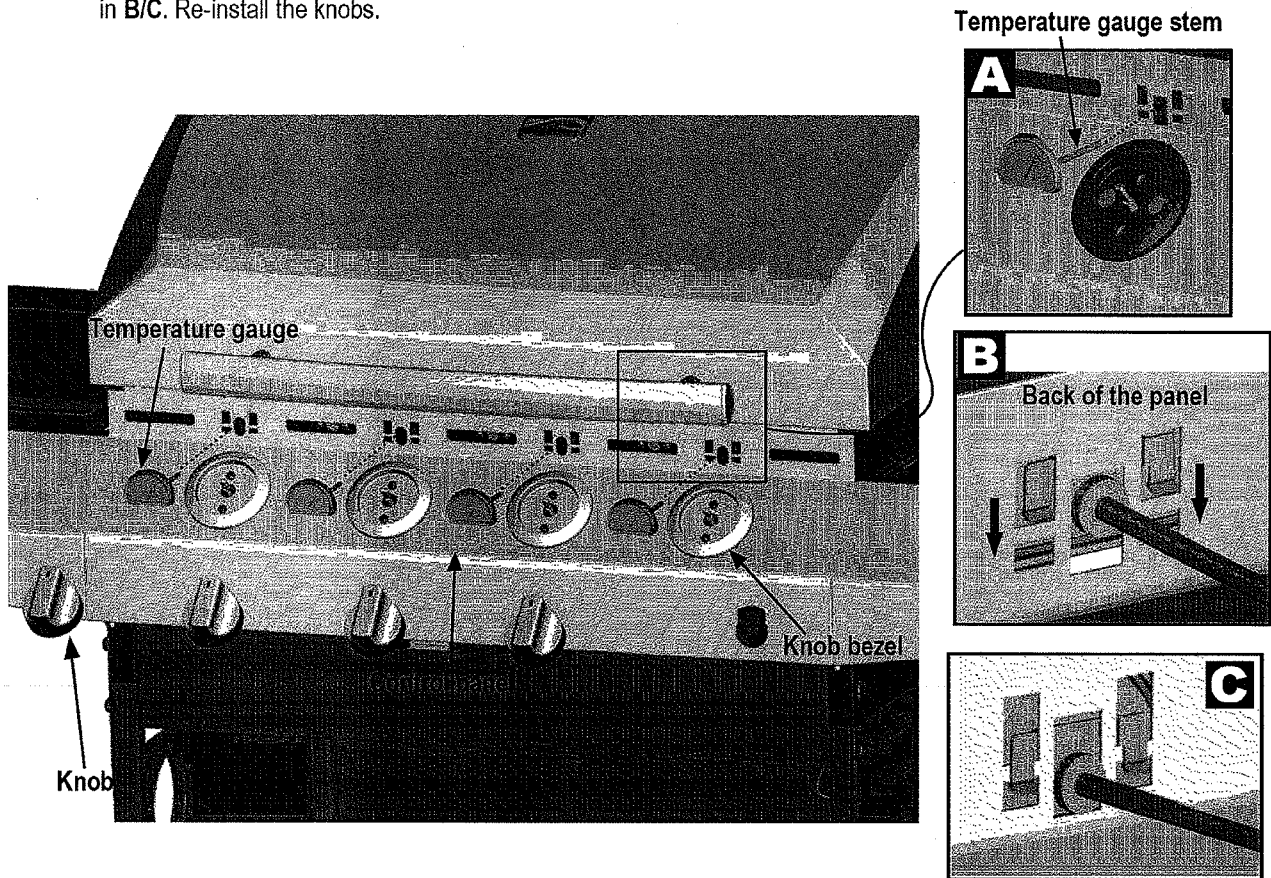 in B/C. Re-install the knobs.
Temperature gauge stem
A
Temperature gauge
B
Back of the panel
Knob bezel
Control panel
C
Knob